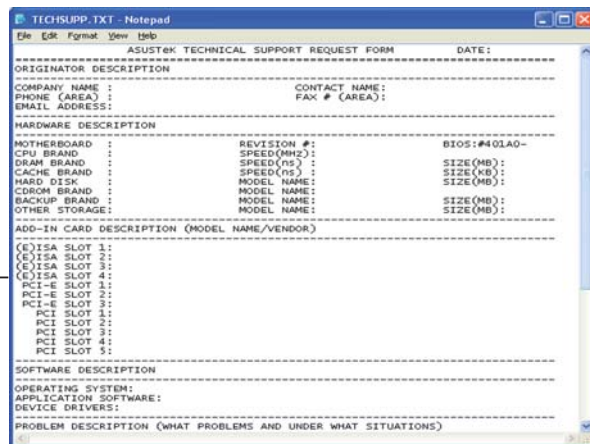 TECHSUPP.TXT - Notepad
File Edit Format View Help
ASUSTeK TECHNICAL SUPPORT REQUEST FORM DATE:
ORIGINATOR DESCRIPTION
COMPANY NAME : CONTACT NAME:
PHONE (AREA) : FAX # (AREA):
EMAIL ADDRESS:
HARDWARE DESCRIPTION
MOTHERBOARD : REVISION #: BIOS:#401A0-
CPU BRAND : SPEED(MHz):
DRAM BRAND : SPEED(ns) : SIZE(MB):
CACHE BRAND : SPEED(ns) : SIZE(KB):
HARD DISK : MODEL NAME: SIZE(MB):
CDROM BRAND : MODEL NAME:
BACKUP BRAND : MODEL NAME: SIZE(MB):
OTHER STORAGE: MODEL NAME: SIZE(MB):
ADD-IN CARD DESCRIPTION (MODEL NAME/VENDOR)
(E)ISA SLOT 1:
(E)ISA SLOT 2:
(E)ISA SLOT 3:
(E)ISA SLOT 4:
PCI-E SLOT 1:
PCI-E SLOT 2:
PCI-E SLOT 3:
PCI SLOT 1:
PCI SLOT 2:
PCI SLOT 3:
PCI SLOT 4:
PCI SLOT 5:
SOFTWARE DESCRIPTION
OPERATING SYSTEM:
APPLICATION SOFTWARE:
DEVICE DRIVERS:
PROBLEM DESCRIPTION (WHAT PROBLEMS AND UNDER WHAT SITUATIONS)